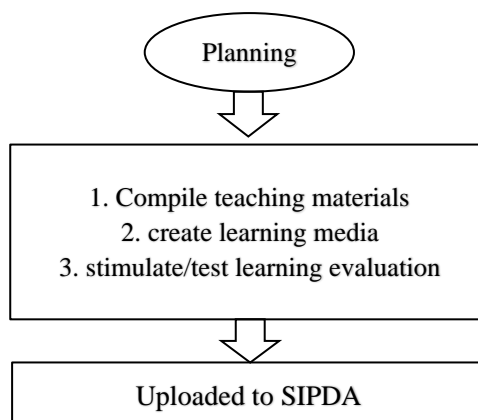 Planning
1. Compile teaching materials
2. create learning media
3. stimulate/test learning evaluation
Uploaded to SIPDA